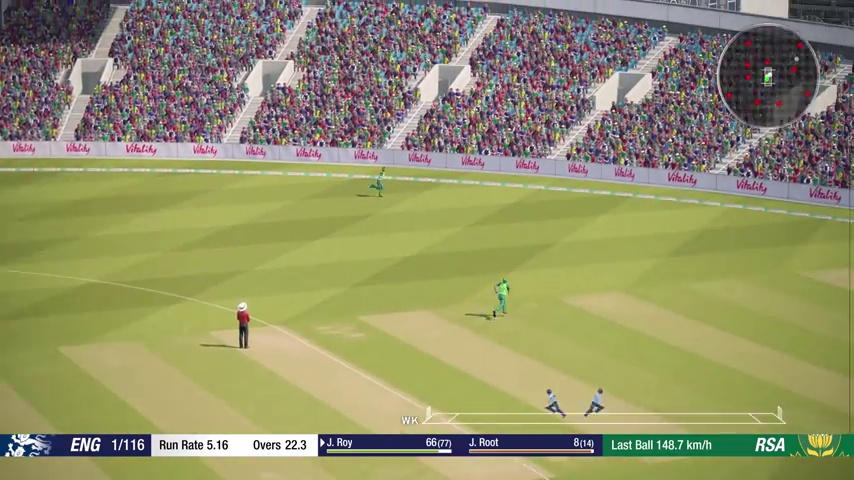 Vitality Vitality Vitality Vitality Vitality Vitality Vitality Vitality Vitality Vitality Vitality Vitality Vitality Vitality
WK
ENG 1/116 Run Rate 5.16 Overs 22.3 J. Roy 66(77) J. Root 8(14) Last Ball 148.7 km/h RSA